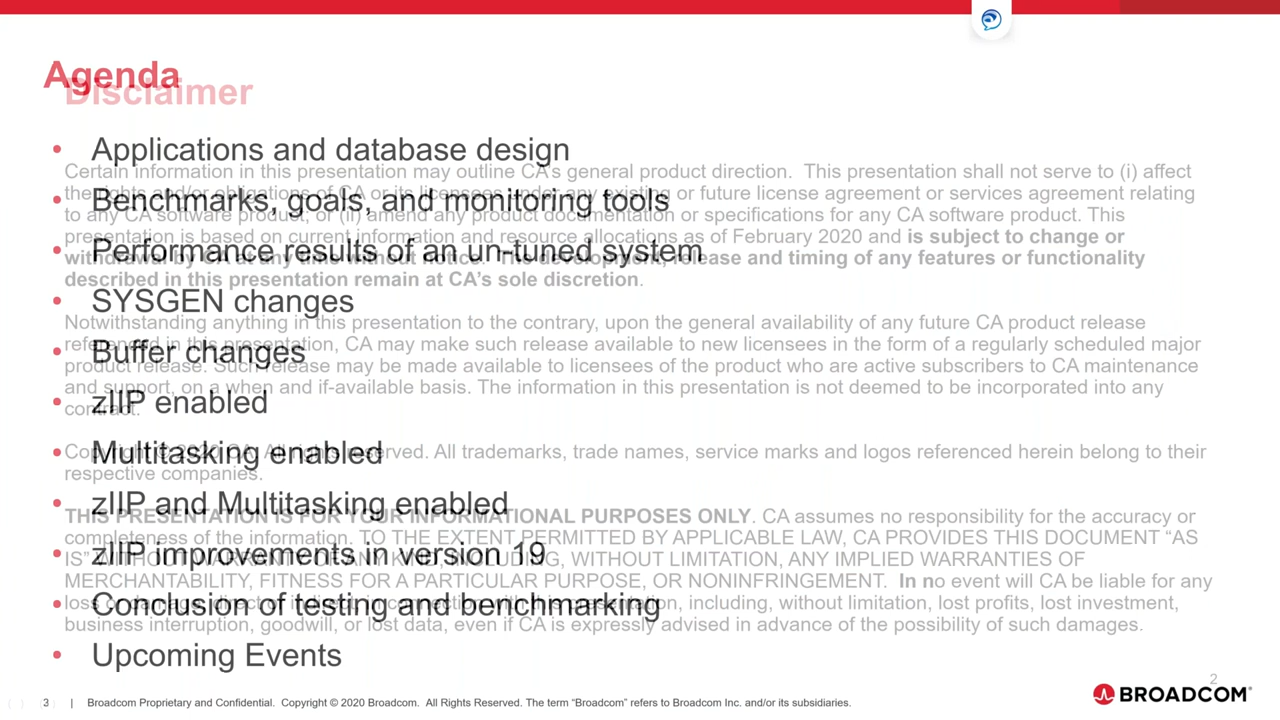 Agenda
Disclaimer
• Applications and database design
Certain information in this presentation may outline CA's general product direction. This presentation shall not serve to (i) affect
• Benchmarks, goals, and monitoring tools
the rights and/or obligations of CA or its licensees under any existing or future license agreement or services agreement relating
to any CA software product; or (ii) amend any product documentation or specifications for any CA software product. This
presentation is based on current information and resource allocations as of February 2020 and is subject to change or
• Performance results of an un-tuned system
withdrawal by CA at any time without notice. The development, release and timing of any features or functionality
described in this presentation remain at CA's sole discretion.
• SYSGEN changes
Notwithstanding anything in this presentation to the contrary, upon the general availability of any future CA product release
referenced in this presentation, CA may make such release available to new licensees in the form of a regularly scheduled major
• Buffer changes
product release. Such release may be made available to licensees of the product who are active subscribers to CA maintenance
and support, on a when and if-available basis. The information in this presentation is not deemed to be incorporated into any
• zIIP enabled
contract.
• Multitasking enabled
Copyright © 2020 CA. All rights reserved. All trademarks, trade names, service marks and logos referenced herein belong to their
respective companies.
• zIIP and Multitasking enabled
THIS PRESENTATION IS FOR YOUR INFORMATIONAL PURPOSES ONLY. CA assumes no responsibility for the accuracy or
completeness of the information. TO THE EXTENT PERMITTED BY APPLICABLE LAW, CA PROVIDES THIS DOCUMENT “AS
• zIIP improvements in version 19
IS” WITHOUT WARRANTY OF ANY KIND, INCLUDING, WITHOUT LIMITATION, ANY IMPLIED WARRANTIES OF
MERCHANTABILITY, FITNESS FOR A PARTICULAR PURPOSE, OR NONINFRINGEMENT. In no event will CA be liable for any
• Conclusion of testing and benchmarking
loss or damage, direct or indirect, in connection with this presentation, including, without limitation, lost profits, lost investment,
business interruption, goodwill, or lost data, even if CA is expressly advised in advance of the possibility of such damages.
• Upcoming Events
2
3 | Broadcom Proprietary and Confidential. Copyright © 2020 Broadcom. All Rights Reserved. The term “Broadcom” refers to Broadcom Inc. and/or its subsidiaries.
BROADCOM®